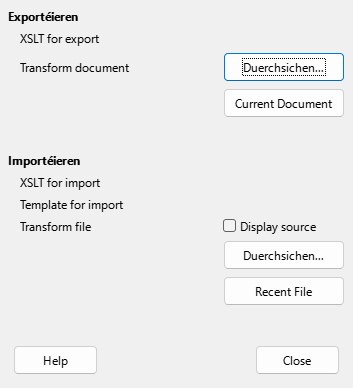 Exportéieren
XSLT for export
Transform document
Duerchsichen...
Current Document
Importéieren
XSLT for import
Template for import
Transform file
Display source
Duerchsichen...
Recent File
Help
Close